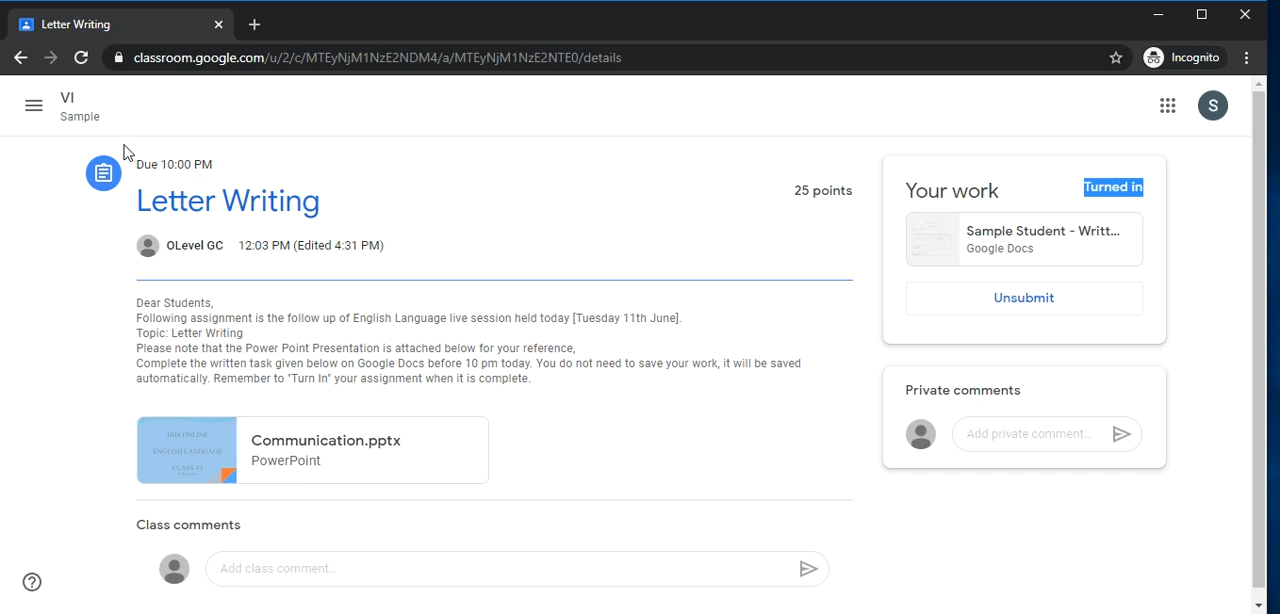 Letter Writing
classroom.google.com/u/2/c/MTEyNjM1NzE2NDM4/a/MTEyNjM1NzE2NTE0/details
Incognito
VI
Sample
S
Due 10:00 PM
Letter Writing
25 points
OLevel GC 12:03 PM (Edited 4:31 PM)
Dear Students,
Following assignment is the follow up of English Language live session held today [Tuesday 11th June].
Topic: Letter Writing
Please note that the Power Point Presentation is attached below for your reference,
Complete the written task given below on Google Docs before 10 pm today. You do not need to save your work, it will be saved
automatically. Remember to "Turn In" your assignment when it is complete.
ENGLISH LANGUAGE
CLASS VI
Communication.pptx
PowerPoint
Class comments
Add class comment...
Your work
Turned in
Sample Student - Writt...
Google Docs
Unsubmit
Private comments
Add private comment...